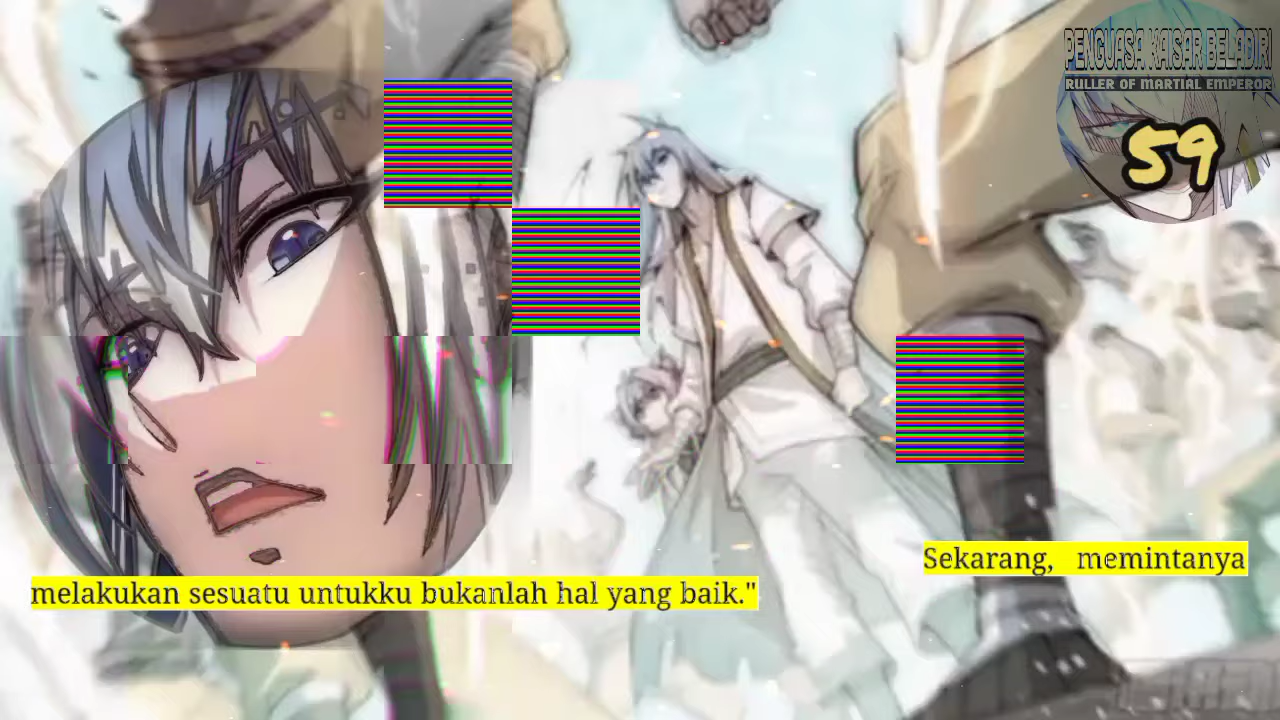 PENGUASA KAISAR BELADIRI
RULLER OF MARTIAL EMPEROR
59
Sekarang, memintanya
melakukan sesuatu untukku bukanlah hal yang baik."